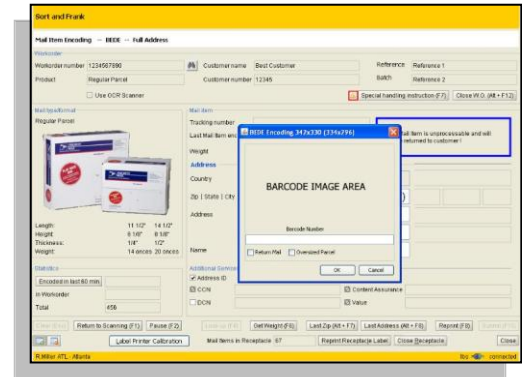 Sort and Frank
Mail Item Encoding -- BEDE -- Full Address
Workorder
Workorder number 1234567890 Customer name Best Customer Reference Reference 1
Product Regular Parcel Customer number 12345 Batch Reference 2
Use OCR Scanner Special handling instruction (F7) Close W.O. (Alt + F12)
Mail type/format Mail Item
Regular Parcel Tracking number
Last Mail Item en
Weight
BEDE Encoding 342x330 (334x296)
ail Item is unprocessable and will
returned to customer!
Address
Country
Zip | State | City
Address
Name
BARCODE IMAGE AREA
Barcode Number
Return Mail Oversized Parcel
OK Cancel
Length: 11 1/2" 14 1/2"
Height: 8 1/8" 8 1/8"
Thickness: 1/4" 1/2"
Weight: 14 onces 20 onces
Statistics Additional Services
Encoded in last 60 min. Address ID
In Workorder CCN Content Assurance
Total 456 DCN Value
Return to Scanning (F1) Pause (F2) Get Weight (F6) Last Zip (Alt + F7) Last Address (Alt + F8) Reprint (F8)
Label Printer Calibration Mail Items in Receptacle 67 Reprint Receptacle Label Close Receptacle Close
R.Miller ATL - Atlanta lbs connected